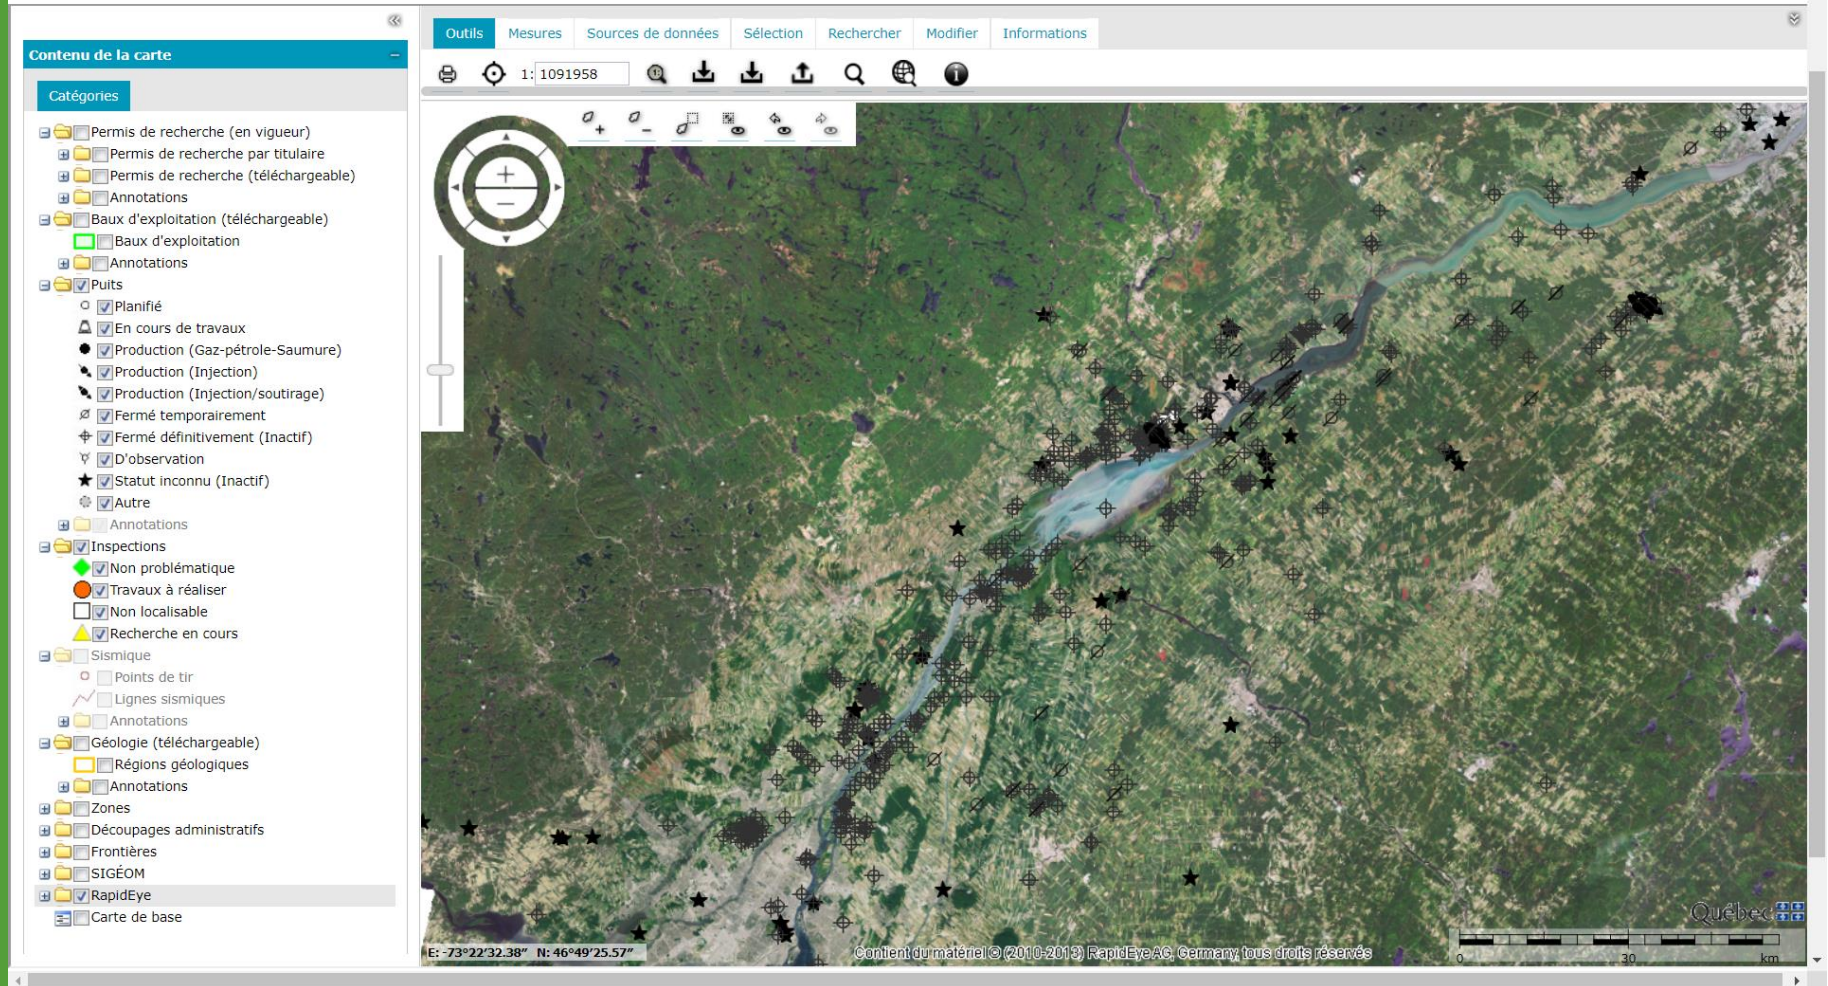 Contenu de la carte
Catégories
Permis de recherche (en vigueur)
Permis de recherche par titulaire
Permis de recherche (téléchargeable)
Annotations
Baux d'exploitation (téléchargeable)
Baux d'exploitation
Annotations
Puits
Planifié
En cours de travaux
Production (Gaz-pétrole-Saumure)
Production (Injection)
Production (Injection/soutirage)
Fermé temporairement
Fermé définitivement (Inactif)
D'observation
Statut inconnu (Inactif)
Autre
Annotations
Inspections
Non problématique
Travaux à réaliser
Non localisable
Recherche en cours
Sismique
Points de tir
Lignes sismiques
Annotations
Géologie (téléchargeable)
Régions géologiques
Annotations
Zones
Découpages administratifs
Frontières
SIGÉOM
RapidEye
Carte de base
Outils Mesures Sources de données Sélection Rechercher Modifier Informations
1: 1091958
Québec
E: -73°22'32.38" N: 46°49'25.57"
Contient du matériel © (2010-2013) RapidEye AG, Germany, tous droits réservés
0 30 km